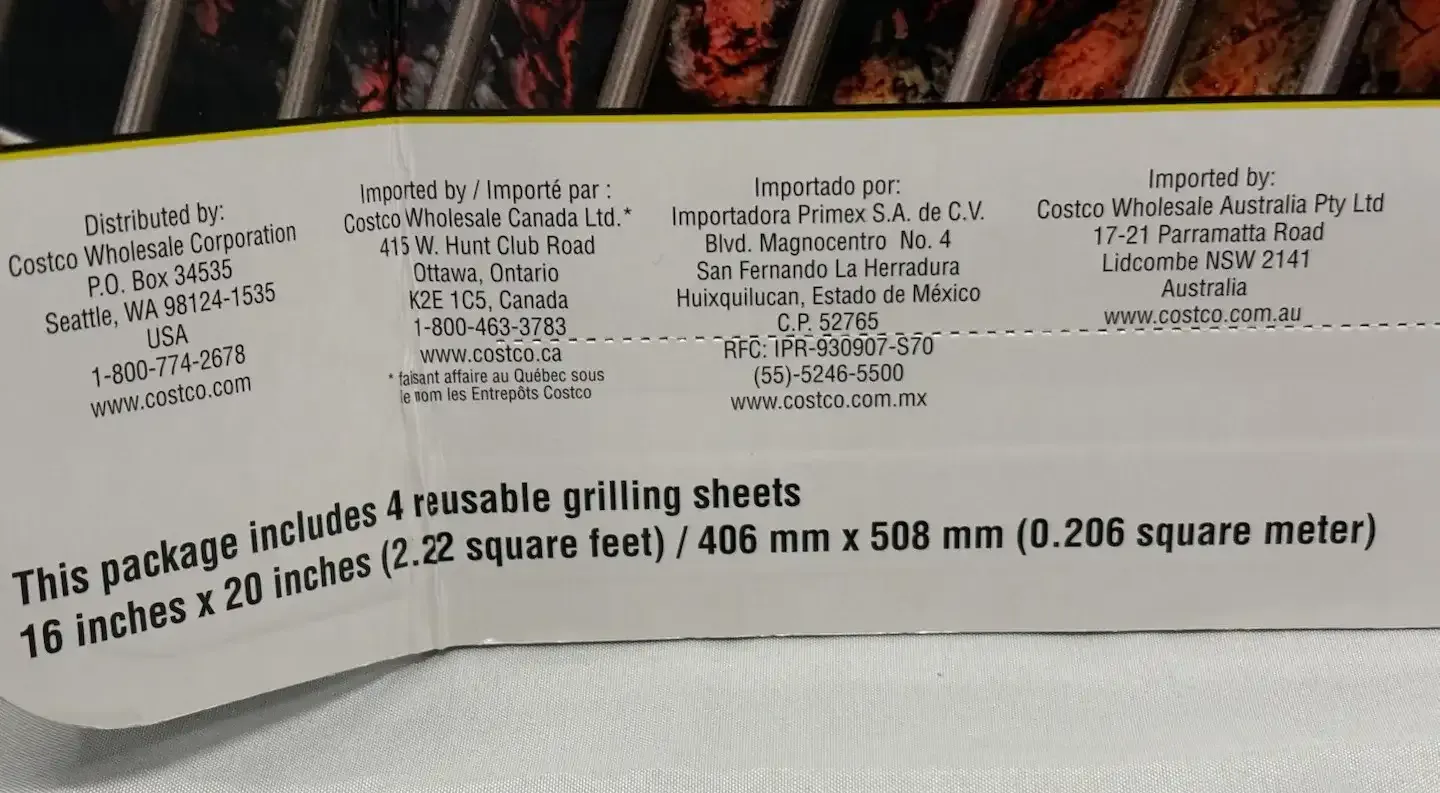 Distributed by:
Costco Wholesale Corporation
P.O. Box 34535
Seattle, WA 98124-1535
USA
1-800-774-2678
www.costco.com
Imported by / Importé par :
Costco Wholesale Canada Ltd.*
415 W. Hunt Club Road
Ottawa, Ontario
K2E 1C5, Canada
1-800-463-3783
www.costco.ca
* faisant affaire au Québec sous
le nom les Entrepôts Costco
Importado por:
Importadora Primex S.A. de C.V.
Blvd. Magnocentro No. 4
San Fernando La Herradura
Huixquilucan, Estado de México
C.P. 52765
RFC: IPR-930907-S70
(55)-5246-5500
www.costco.com.mx
Imported by:
Costco Wholesale Australia Pty Ltd
17-21 Parramatta Road
Lidcombe NSW 2141
Australia
www.costco.com.au
This package includes 4 reusable grilling sheets
16 inches x 20 inches (2.22 square feet) / 406 mm x 508 mm (0.206 square meter)